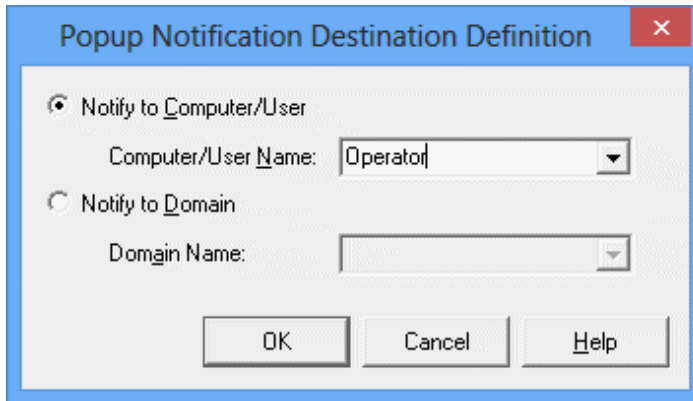 Popup Notification Destination Definition
Notify to Computer/User
Computer/User Name: Operator
Notify to Domain
Domain Name:
OK Cancel Help